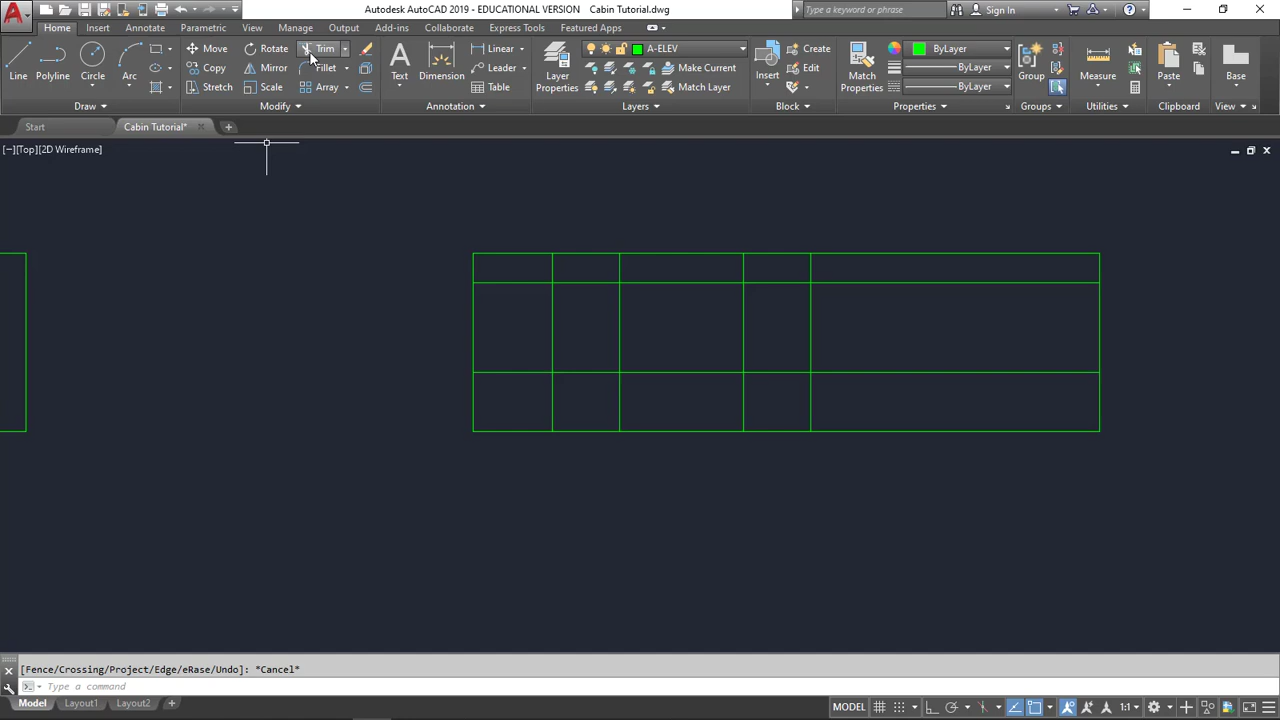 Autodesk AutoCAD 2019 - EDUCATIONAL VERSION Cabin Tutorial.dwg
Type a keyword or phrase
Sign In
Home Insert Annotate Parametric View Manage Output Add-ins Collaborate Express Tools Featured Apps
Line Polyline Circle Arc
Move Rotate Trim
Copy Mirror Fillet
Stretch Scale Array
Text Dimension
Linear
Leader
Table
Layer Properties
A-ELEV
Make Current
Match Layer
Insert
Create
Edit
Match Properties
ByLayer
ByLayer
ByLayer
Group
Measure
Paste
Base
Draw Modify Annotation Layers Block Properties Groups Utilities Clipboard View
Start Cabin Tutorial*
[−][Top][2D Wireframe]
[Fence/Crossing/Project/Edge/eRase/Undo]: *Cancel*
Type a command
Model Layout1 Layout2
MODEL
1:1